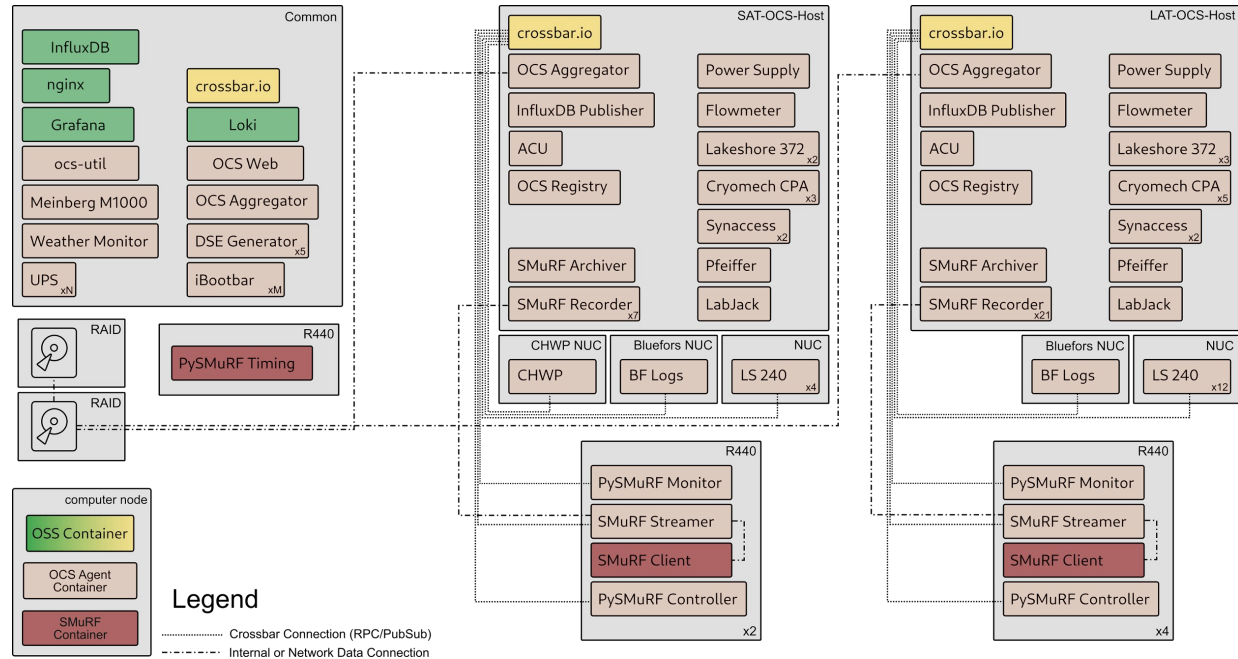 Common
InfluxDB
nginx
crossbar.io
Grafana
Loki
ocs-util
OCS Web
Meinberg M1000
OCS Aggregator
Weather Monitor
DSE Generator
x5
UPS
xN
iBootbar
xM
RAID
RAID
R440
PySMuRF Timing
SAT-OCS-Host
crossbar.io
OCS Aggregator
Power Supply
InfluxDB Publisher
Flowmeter
ACU
Lakeshore 372
x2
OCS Registry
Cryomech CPA
x3
Synaccess
x2
SMuRF Archiver
Pfeiffer
SMuRF Recorder
x7
LabJack
CHWP NUC
CHWP
Bluefors NUC
BF Logs
NUC
LS 240
x4
R440
PySMuRF Monitor
SMuRF Streamer
SMuRF Client
PySMuRF Controller
x2
LAT-OCS-Host
crossbar.io
OCS Aggregator
Power Supply
InfluxDB Publisher
Flowmeter
ACU
Lakeshore 372
x3
OCS Registry
Cryomech CPA
x5
Synaccess
x2
SMuRF Archiver
Pfeiffer
SMuRF Recorder
x21
LabJack
Bluefors NUC
BF Logs
NUC
LS 240
x12
R440
PySMuRF Monitor
SMuRF Streamer
SMuRF Client
PySMuRF Controller
x4
computer node
OSS Container
OCS Agent
Container
SMuRF
Container
Legend
Crossbar Connection (RPC/PubSub)
Internal or Network Data Connection